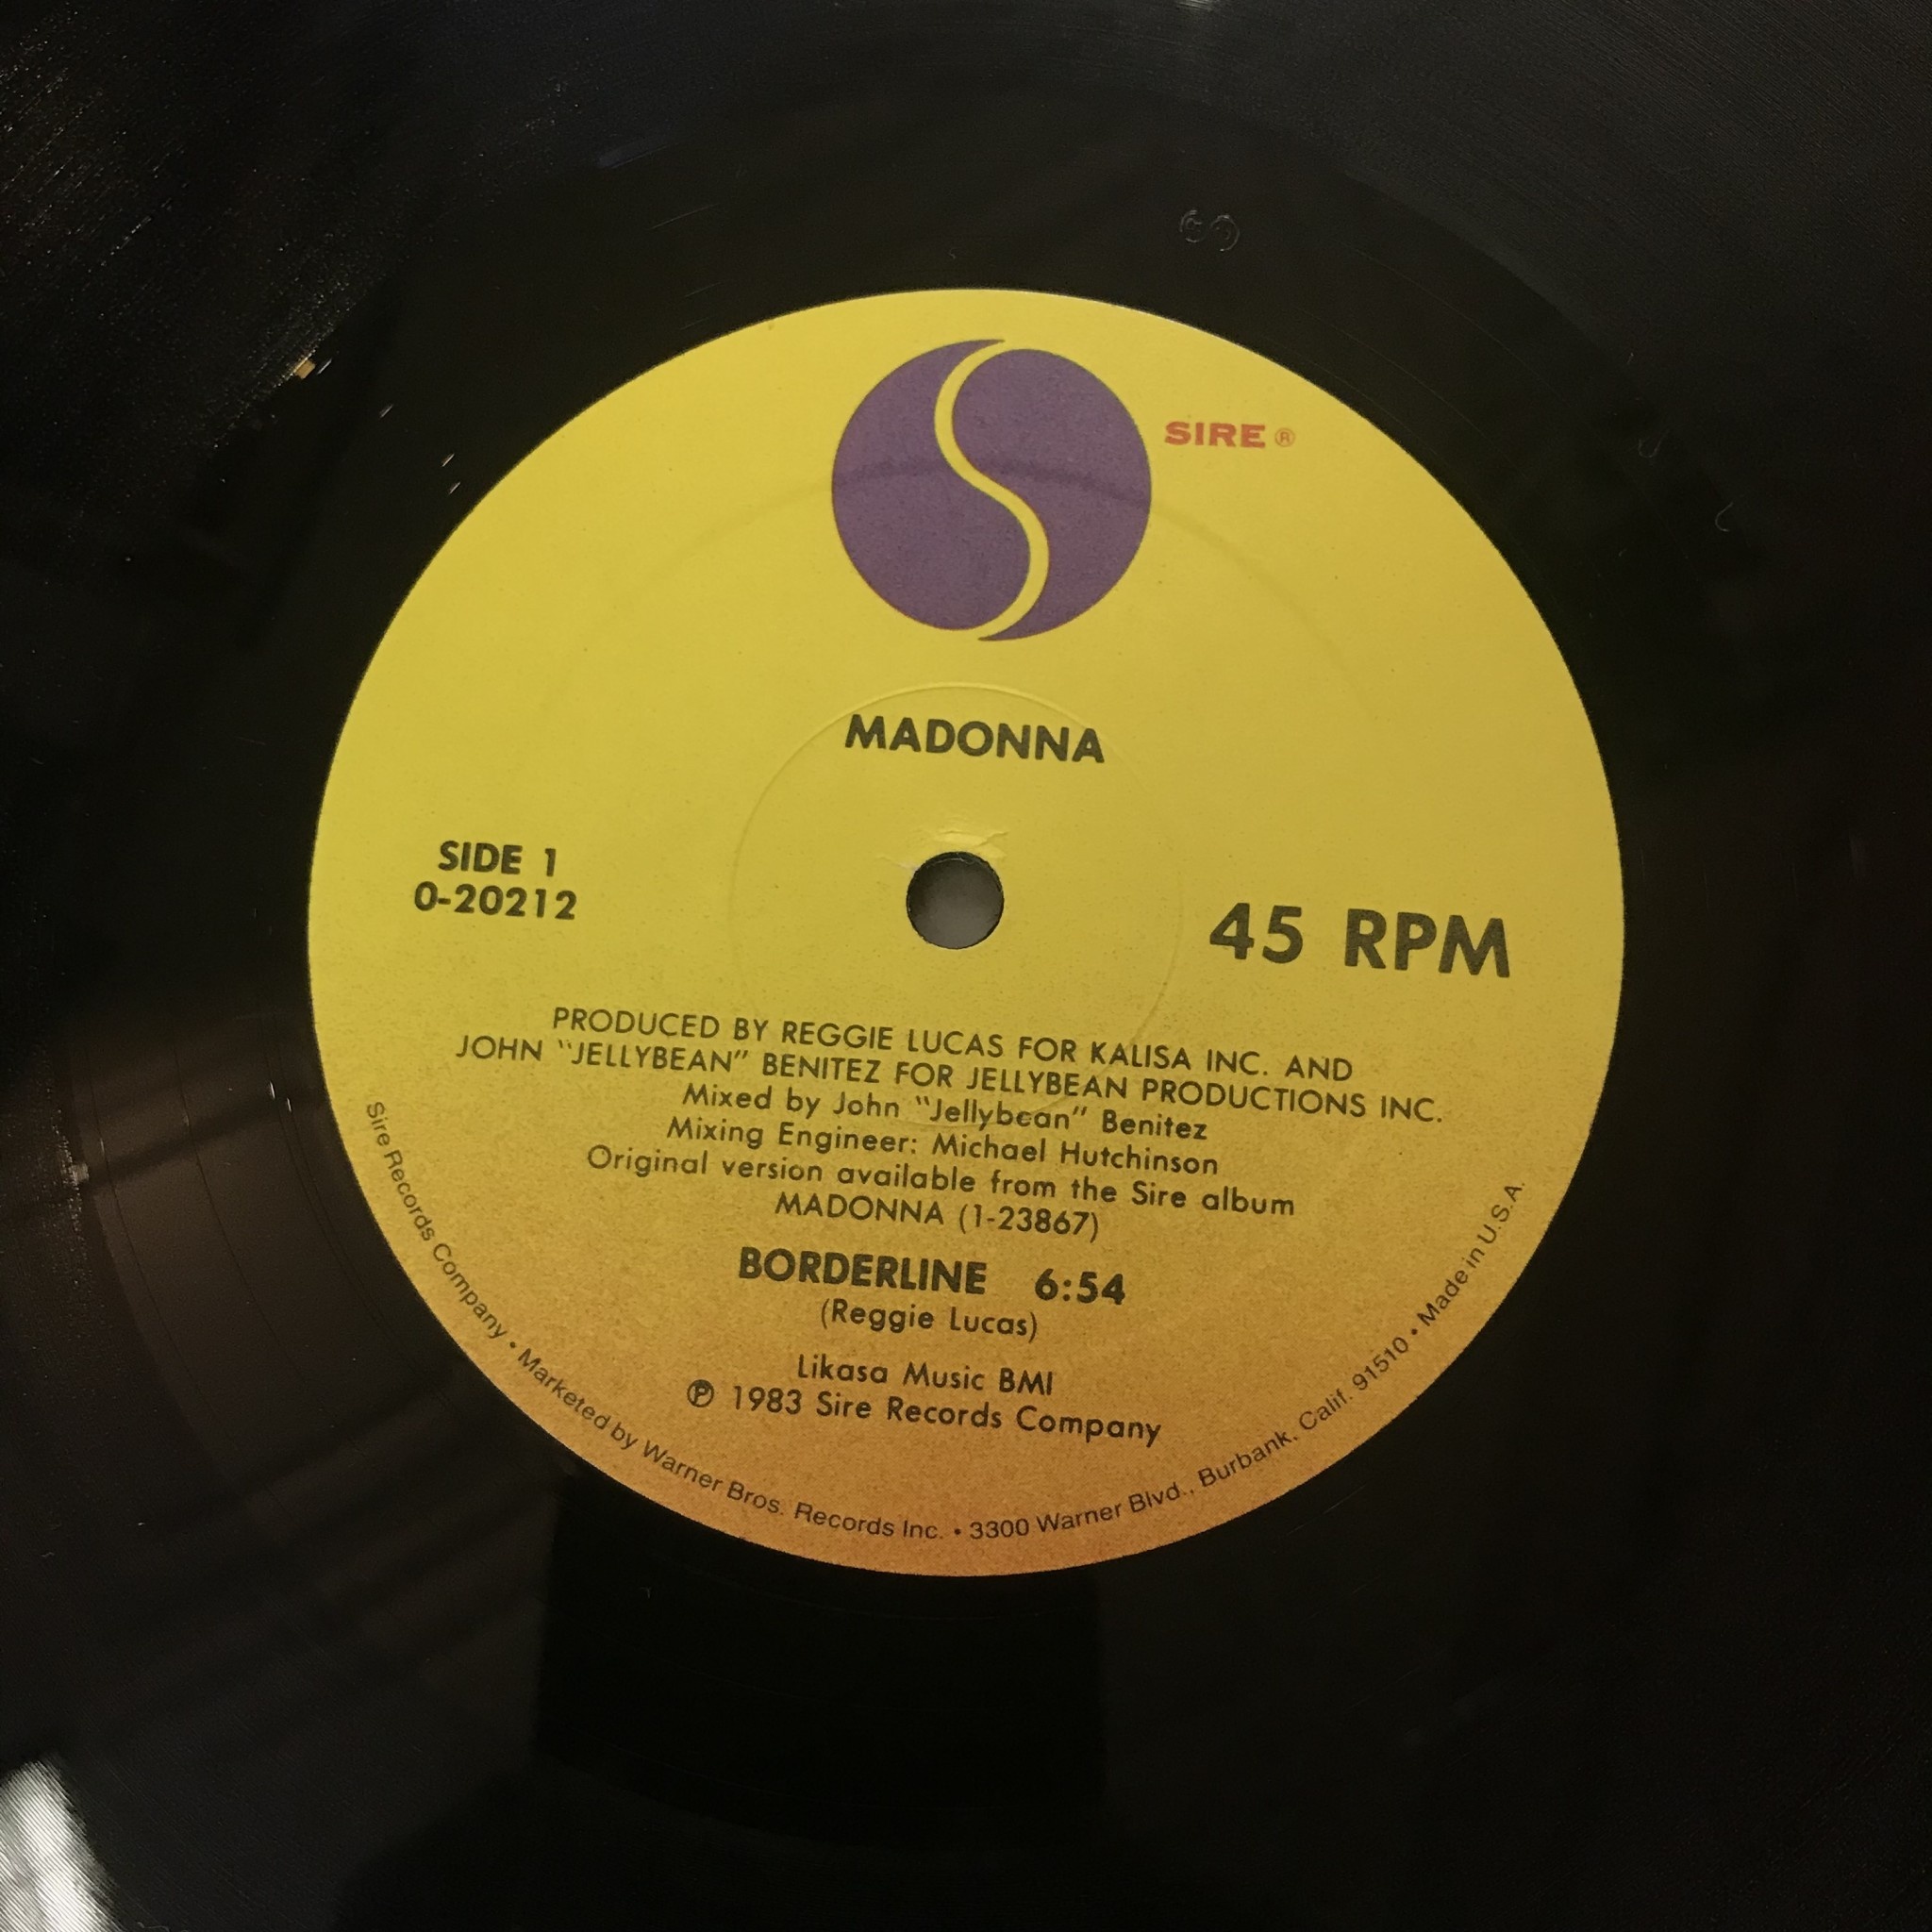 SIRE ®
MADONNA
SIDE 1
0-20212
45 RPM
PRODUCED BY REGGIE LUCAS FOR KALISA INC. AND
JOHN "JELLYBEAN" BENITEZ FOR JELLYBEAN PRODUCTIONS INC.
Mixed by John "Jellybean" Benitez
Mixing Engineer: Michael Hutchinson
Original version available from the Sire album
MADONNA (1-23867)
BORDERLINE 6:54
(Reggie Lucas)
Likasa Music BMI
℗ 1983 Sire Records Company
Sire Records Company • Marketed by Warner Bros. Records Inc. • 3300 Warner Blvd., Burbank, Calif. 91510 • Made in U.S.A.